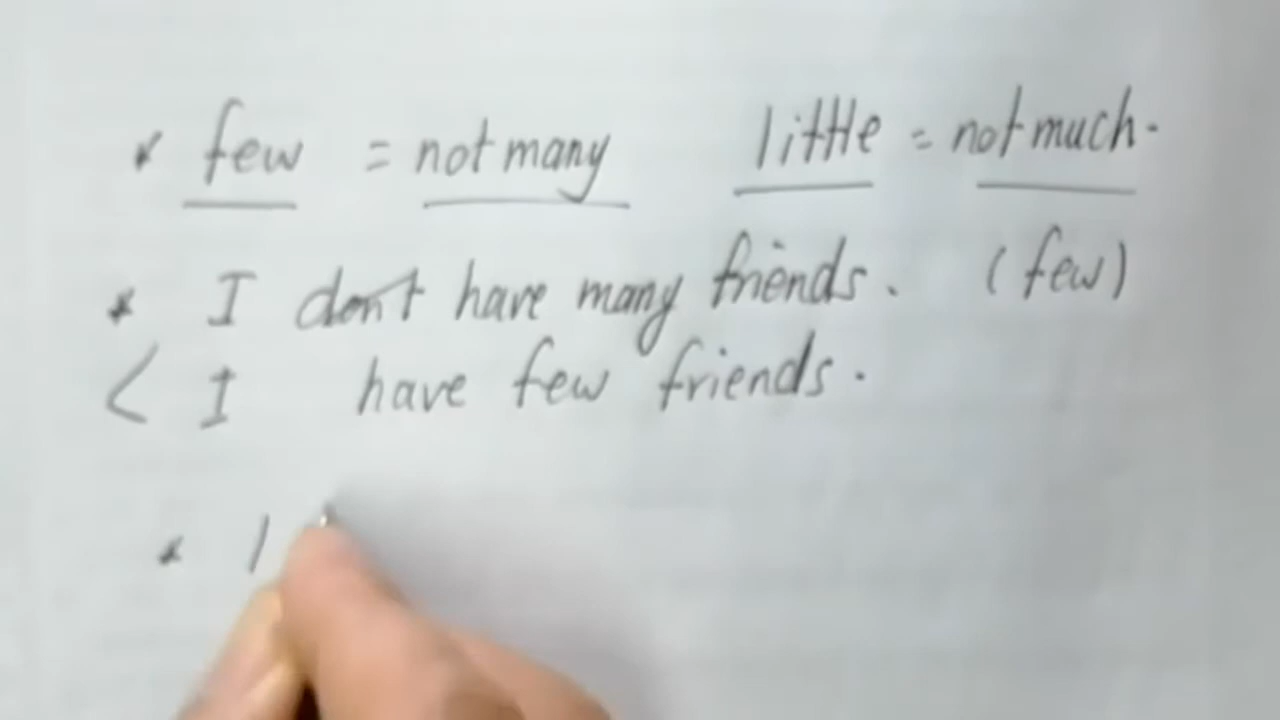 * few = not many little = not much.
* I don't have many friends. (few)
< I have few friends.
*